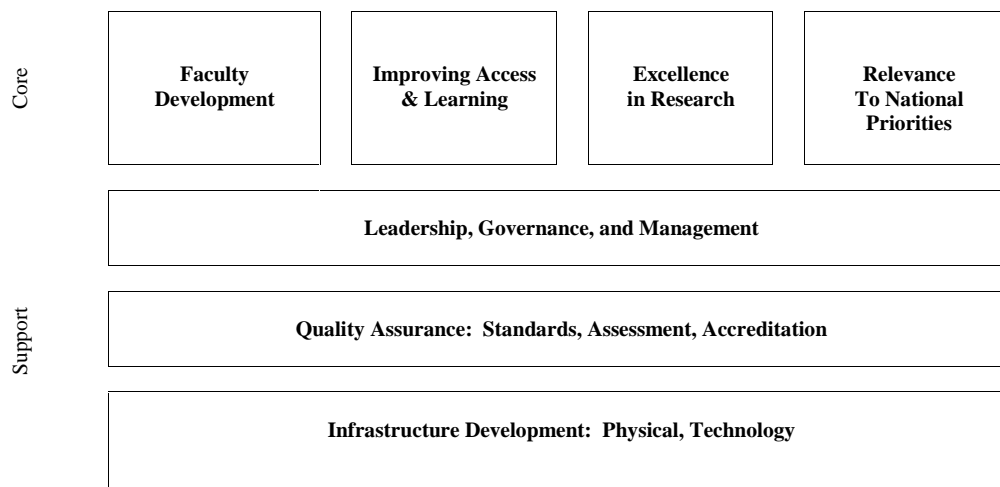 Core
Faculty
Development
Improving Access
& Learning
Excellence
in Research
Relevance
To National
Priorities
Support
Leadership, Governance, and Management
Quality Assurance:  Standards, Assessment, Accreditation
Infrastructure Development:  Physical, Technology